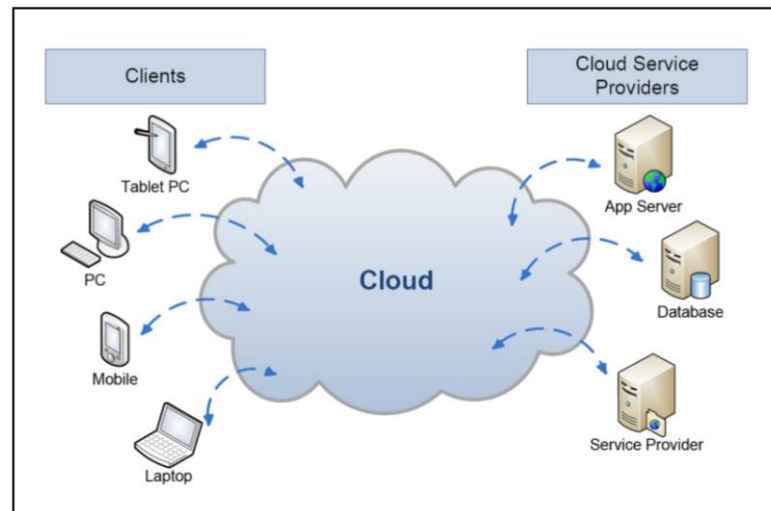 Clients
Cloud Service
Providers
Tablet PC
App Server
PC
Cloud
Database
Mobile
Service Provider
Laptop